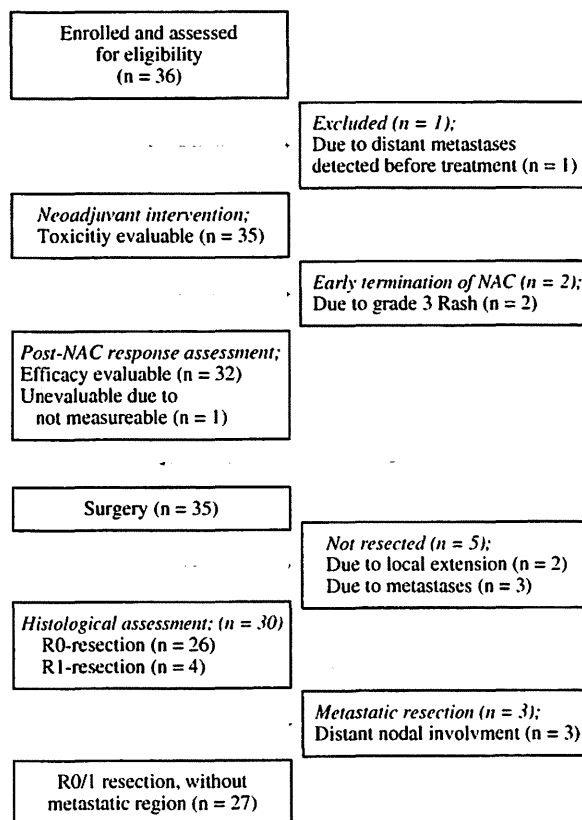 Enrolled and assessed
for eligibility
(n = 36)
Excluded (n = 1);
Due to distant metastases
detected before treatment (n = 1)
Neoadjuvant intervention;
Toxicitiy evaluable (n = 35)
Early termination of NAC (n = 2);
Due to grade 3 Rash (n = 2)
Post-NAC response assessment;
Efficacy evaluable (n = 32)
Unevaluable due to
not measureable (n = 1)
Surgery (n = 35)
Not resected (n = 5);
Due to local extension (n = 2)
Due to metastases (n = 3)
Histological assessment; (n = 30)
R0-resection (n = 26)
R1-resection (n = 4)
Metastatic resection (n = 3);
Distant nodal involvment (n = 3)
R0/1 resection, without
metastatic region (n = 27)